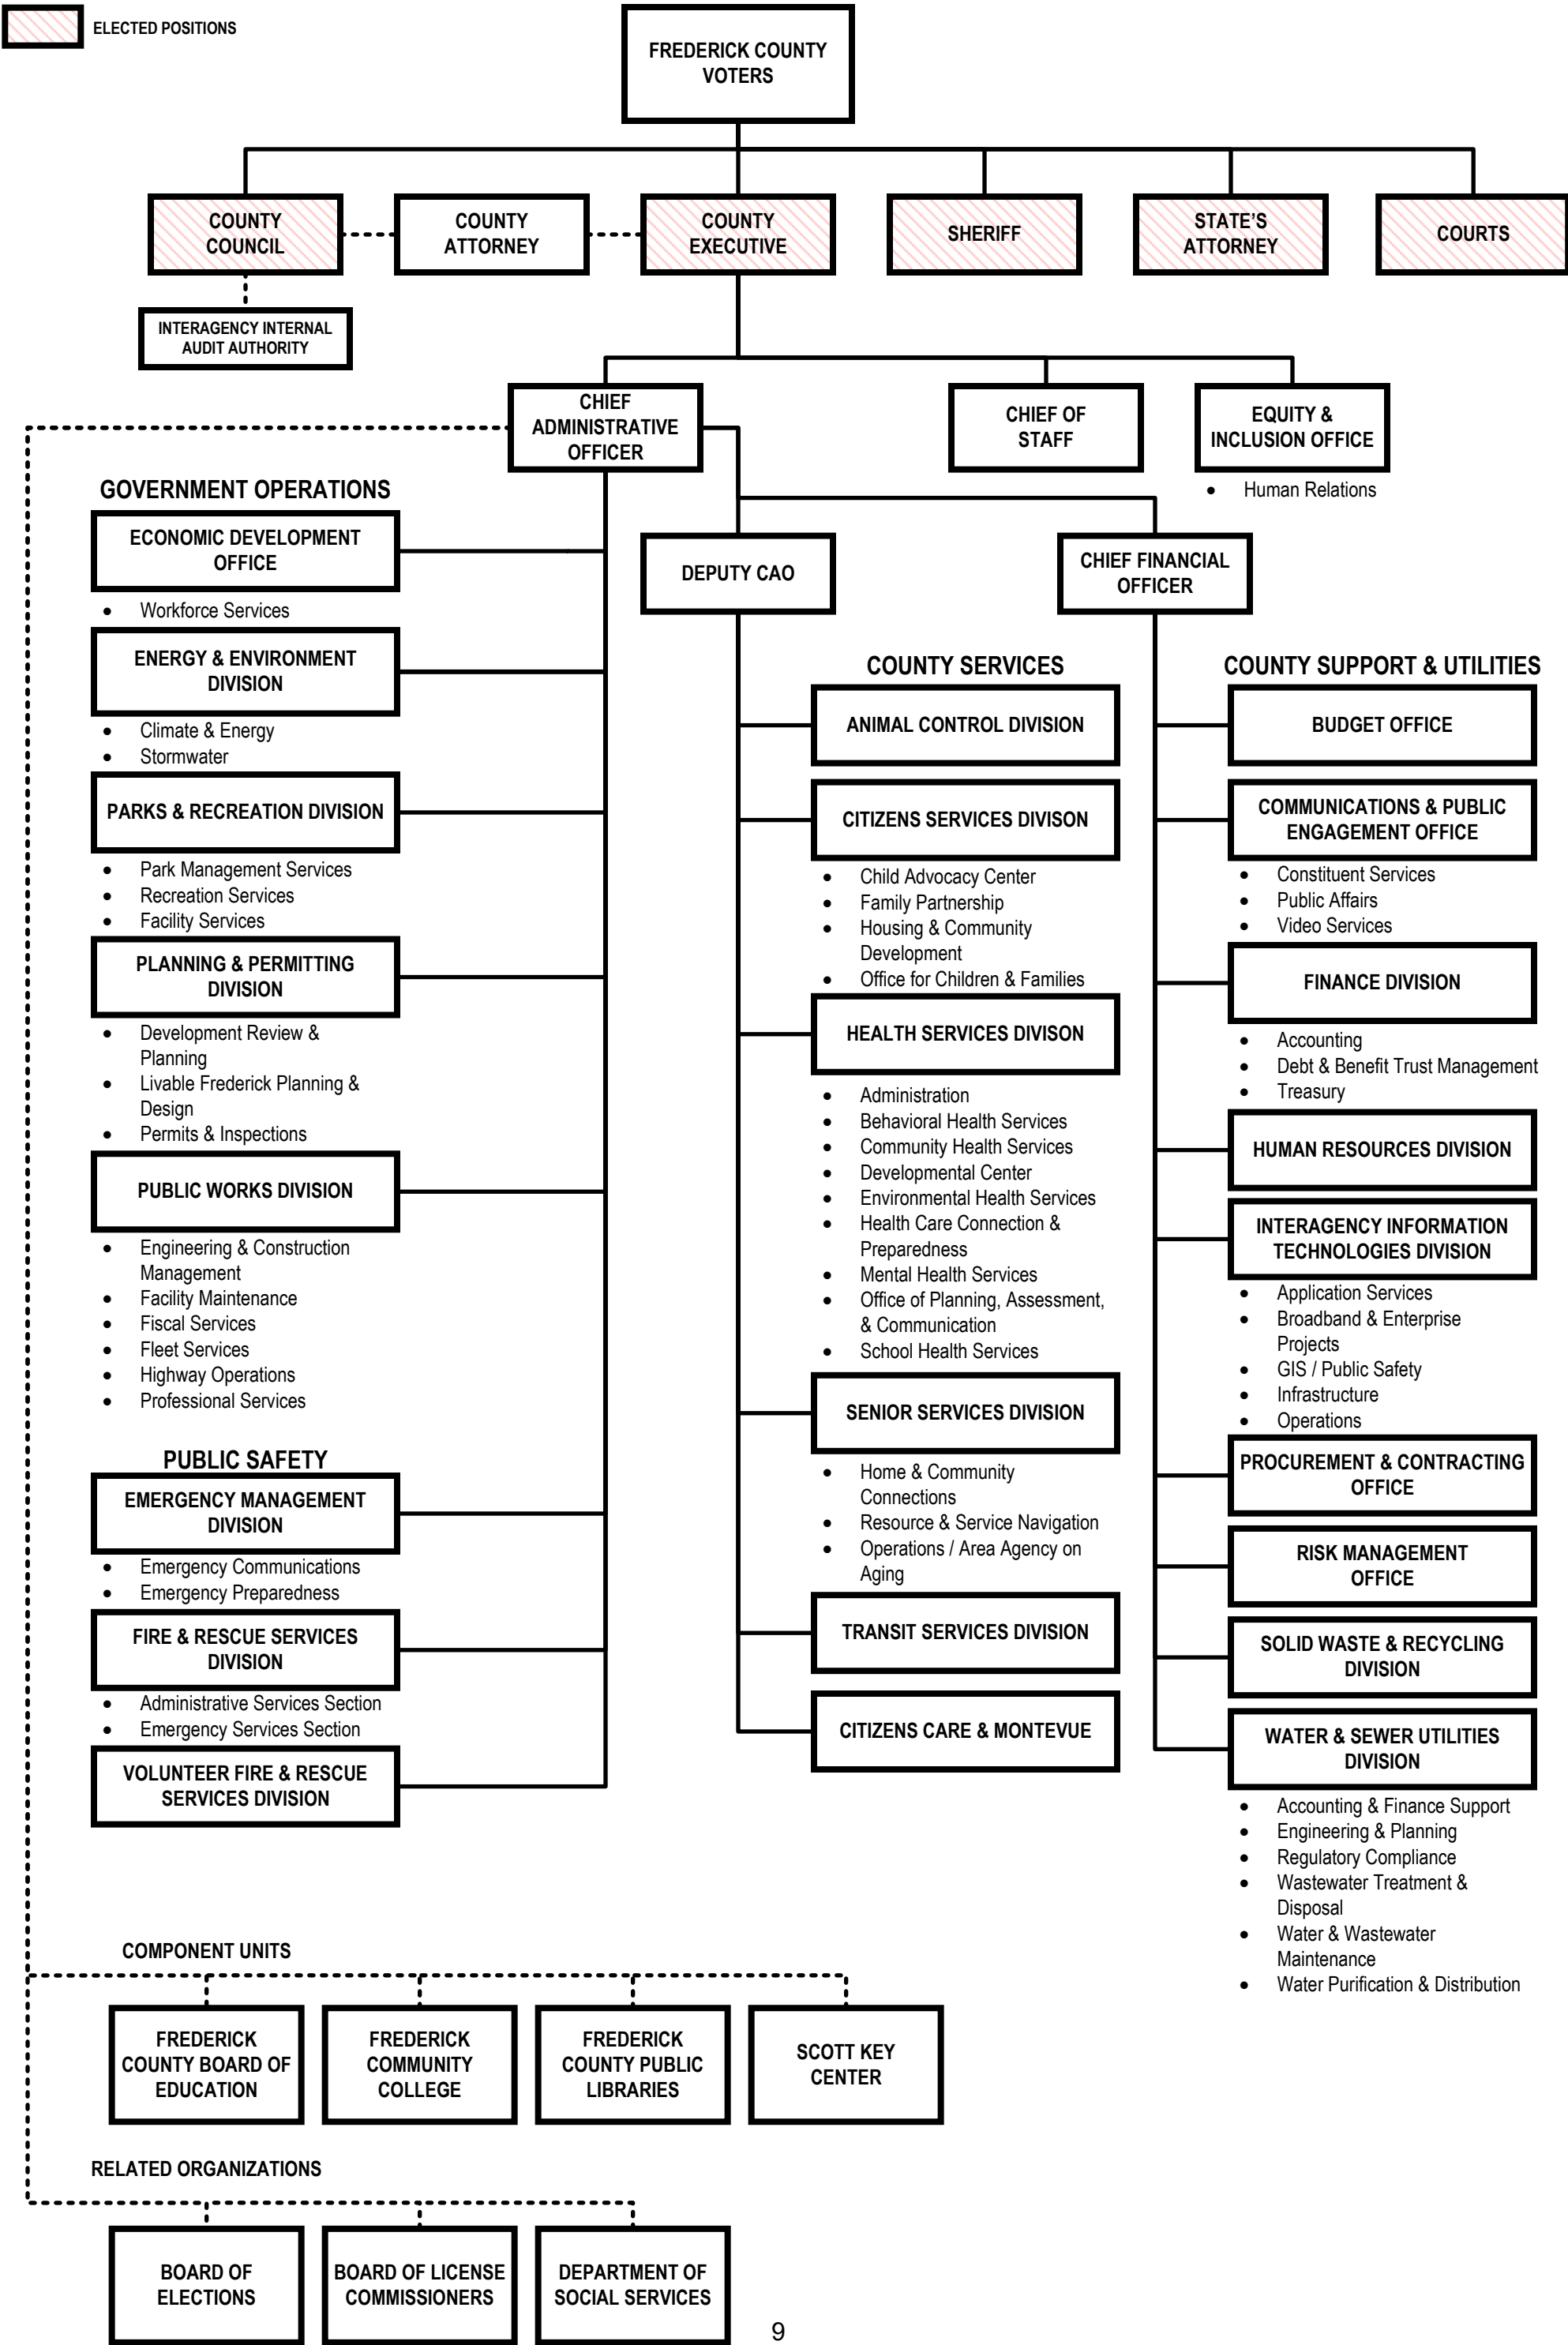 ELECTED POSITIONS
FREDERICK COUNTY
VOTERS
COUNTY
COUNCIL
COUNTY
ATTORNEY
COUNTY
EXECUTIVE
SHERIFF
STATE'S
ATTORNEY
COURTS
INTERAGENCY INTERNAL
AUDIT AUTHORITY
CHIEF
ADMINISTRATIVE
OFFICER
CHIEF OF
STAFF
EQUITY &
INCLUSION OFFICE
• Human Relations
GOVERNMENT OPERATIONS
ECONOMIC DEVELOPMENT
OFFICE
• Workforce Services
ENERGY & ENVIRONMENT
DIVISION
• Climate & Energy
• Stormwater
PARKS & RECREATION DIVISION
• Park Management Services
• Recreation Services
• Facility Services
PLANNING & PERMITTING
DIVISION
• Development Review &
Planning
• Livable Frederick Planning &
Design
• Permits & Inspections
PUBLIC WORKS DIVISION
• Engineering & Construction
Management
• Facility Maintenance
• Fiscal Services
• Fleet Services
• Highway Operations
• Professional Services
PUBLIC SAFETY
EMERGENCY MANAGEMENT
DIVISION
• Emergency Communications
• Emergency Preparedness
FIRE & RESCUE SERVICES
DIVISION
• Administrative Services Section
• Emergency Services Section
VOLUNTEER FIRE & RESCUE
SERVICES DIVISION
DEPUTY CAO
COUNTY SERVICES
ANIMAL CONTROL DIVISION
CITIZENS SERVICES DIVISON
• Child Advocacy Center
• Family Partnership
• Housing & Community
Development
• Office for Children & Families
HEALTH SERVICES DIVISON
• Administration
• Behavioral Health Services
• Community Health Services
• Developmental Center
• Environmental Health Services
• Health Care Connection &
Preparedness
• Mental Health Services
• Office of Planning, Assessment,
& Communication
• School Health Services
SENIOR SERVICES DIVISION
• Home & Community
Connections
• Resource & Service Navigation
• Operations / Area Agency on
Aging
TRANSIT SERVICES DIVISION
CITIZENS CARE & MONTEVUE
CHIEF FINANCIAL
OFFICER
COUNTY SUPPORT & UTILITIES
BUDGET OFFICE
COMMUNICATIONS & PUBLIC
ENGAGEMENT OFFICE
• Constituent Services
• Public Affairs
• Video Services
FINANCE DIVISION
• Accounting
• Debt & Benefit Trust Management
• Treasury
HUMAN RESOURCES DIVISION
INTERAGENCY INFORMATION
TECHNOLOGIES DIVISION
• Application Services
• Broadband & Enterprise
Projects
• GIS / Public Safety
• Infrastructure
• Operations
PROCUREMENT & CONTRACTING
OFFICE
RISK MANAGEMENT
OFFICE
SOLID WASTE & RECYCLING
DIVISION
WATER & SEWER UTILITIES
DIVISION
• Accounting & Finance Support
• Engineering & Planning
• Regulatory Compliance
• Wastewater Treatment &
Disposal
• Water & Wastewater
Maintenance
• Water Purification & Distribution
COMPONENT UNITS
FREDERICK
COUNTY BOARD OF
EDUCATION
FREDERICK
COMMUNITY
COLLEGE
FREDERICK
COUNTY PUBLIC
LIBRARIES
SCOTT KEY
CENTER
RELATED ORGANIZATIONS
BOARD OF
ELECTIONS
BOARD OF LICENSE
COMMISSIONERS
DEPARTMENT OF
SOCIAL SERVICES
9